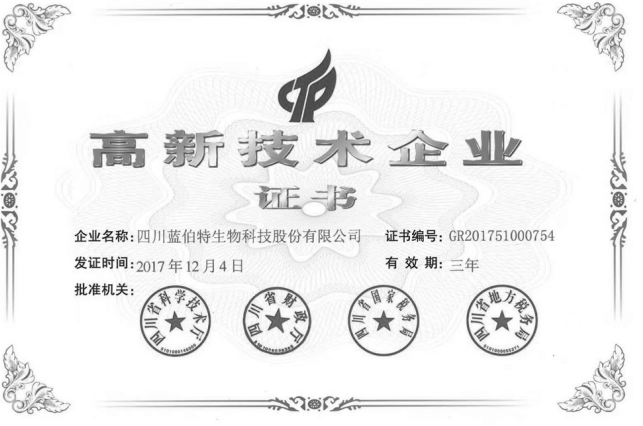 高新技术企业
证书
企业名称：四川蓝伯特生物科技股份有限公司 证书编号：GR201751000754
发证时间：2017年12月4日 有 效 期：三年
批准机关：
四川省科学技术厅
四川省财政厅
四川省国家税务局
四川省地方税务局